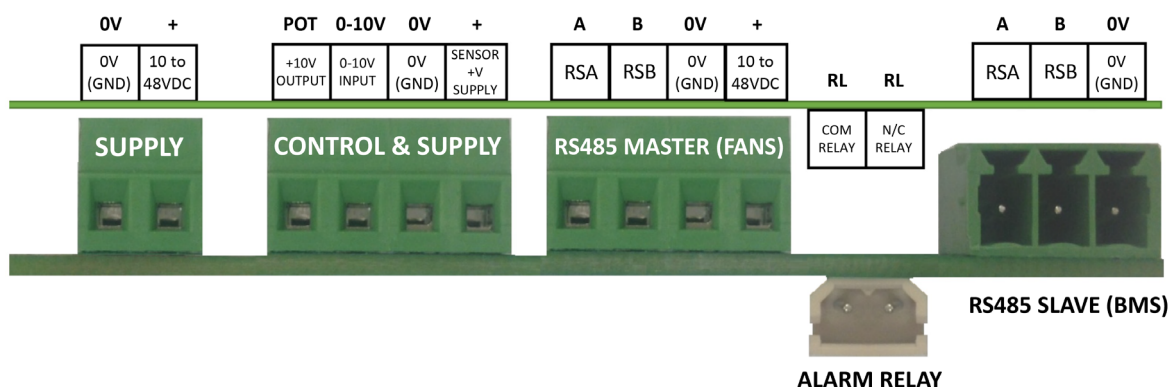 0V + POT 0-10V 0V + A B 0V + A B 0V
0V (GND)
10 to 48VDC
+10V OUTPUT
0-10V INPUT
0V (GND)
SENSOR +V SUPPLY
RSA
RSB
0V (GND)
10 to 48VDC
RL RL
COM RELAY
N/C RELAY
RSA
RSB
0V (GND)
SUPPLY
CONTROL & SUPPLY
RS485 MASTER (FANS)
RS485 SLAVE (BMS)
ALARM RELAY